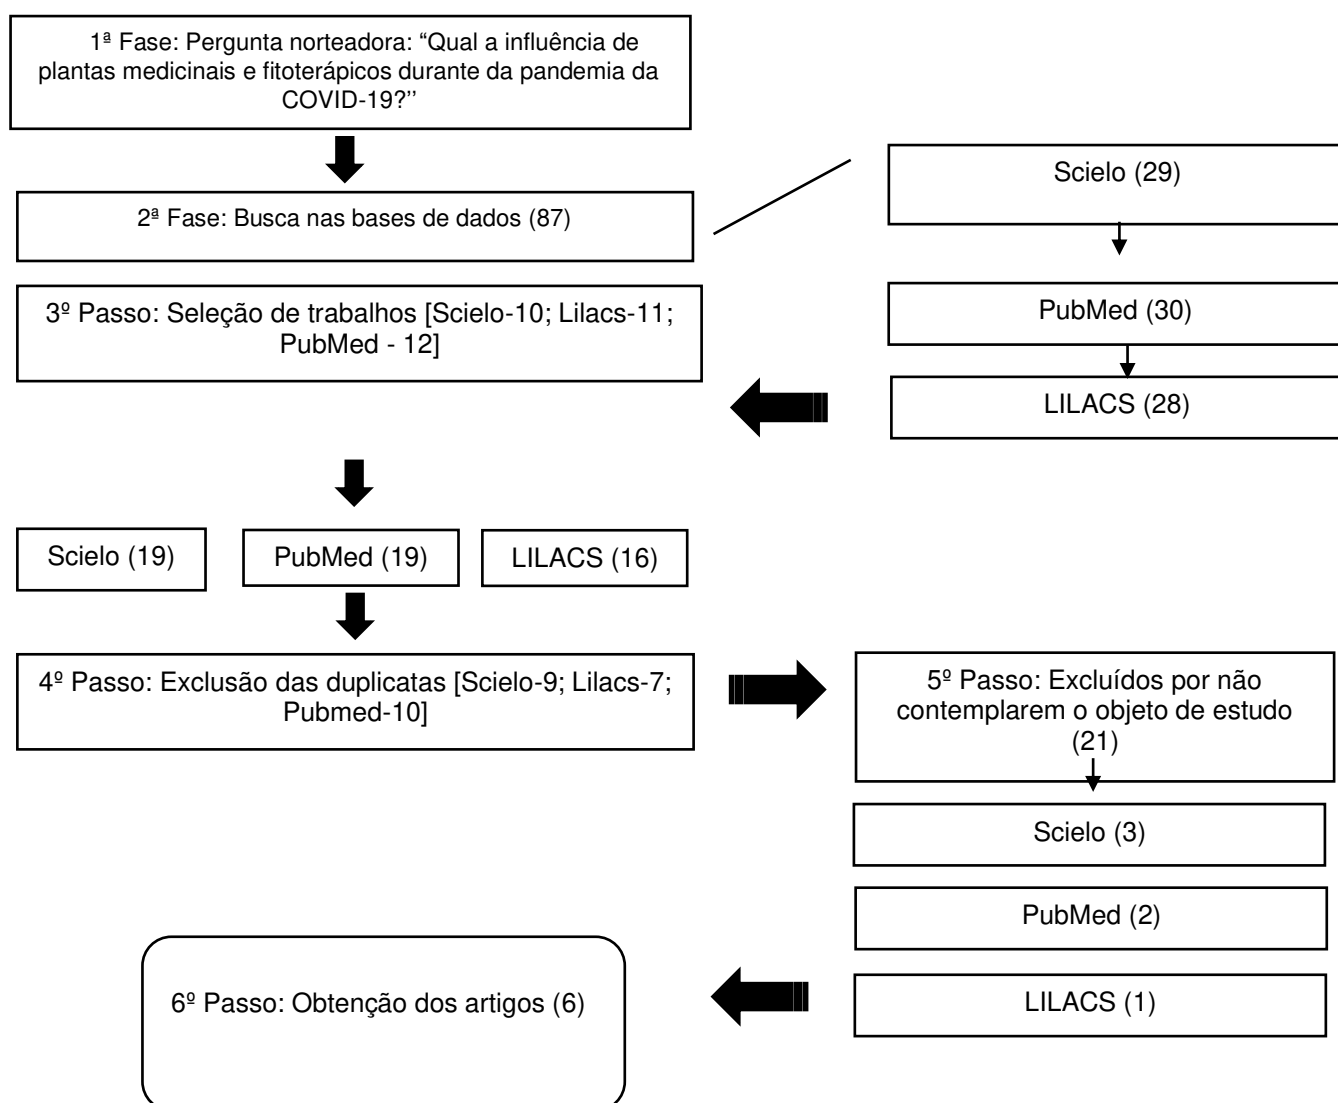 1ª Fase: Pergunta norteadora: “Qual a influência de
plantas medicinais e fitoterápicos durante da pandemia da
COVID-19?’’
2ª Fase: Busca nas bases de dados (87)
Scielo (29)
PubMed (30)
LILACS (28)
3º Passo: Seleção de trabalhos [Scielo-10; Lilacs-11;
PubMed - 12]
Scielo (19)
PubMed (19)
LILACS (16)
4º Passo: Exclusão das duplicatas [Scielo-9; Lilacs-7;
Pubmed-10]
5º Passo: Excluídos por não
contemplarem o objeto de estudo
(21)
Scielo (3)
PubMed (2)
LILACS (1)
6º Passo: Obtenção dos artigos (6)